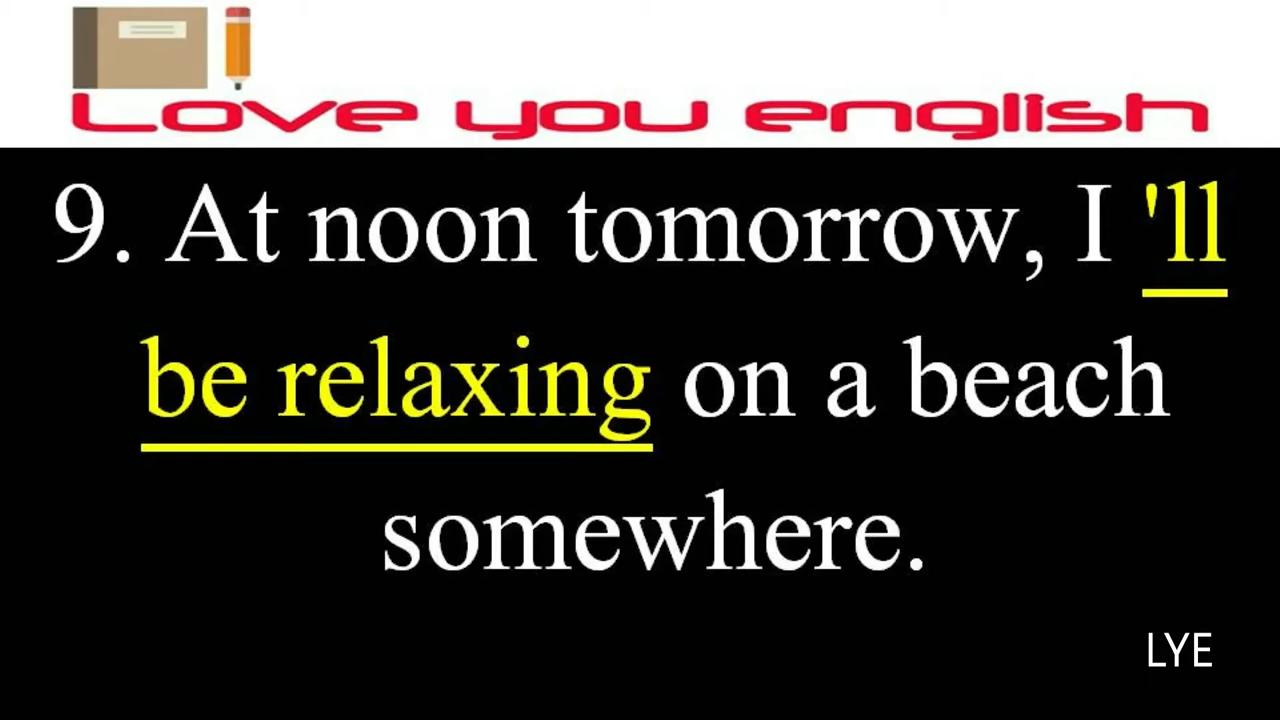 Love you english
9. At noon tomorrow, I 'll
be relaxing on a beach
somewhere.
LYE